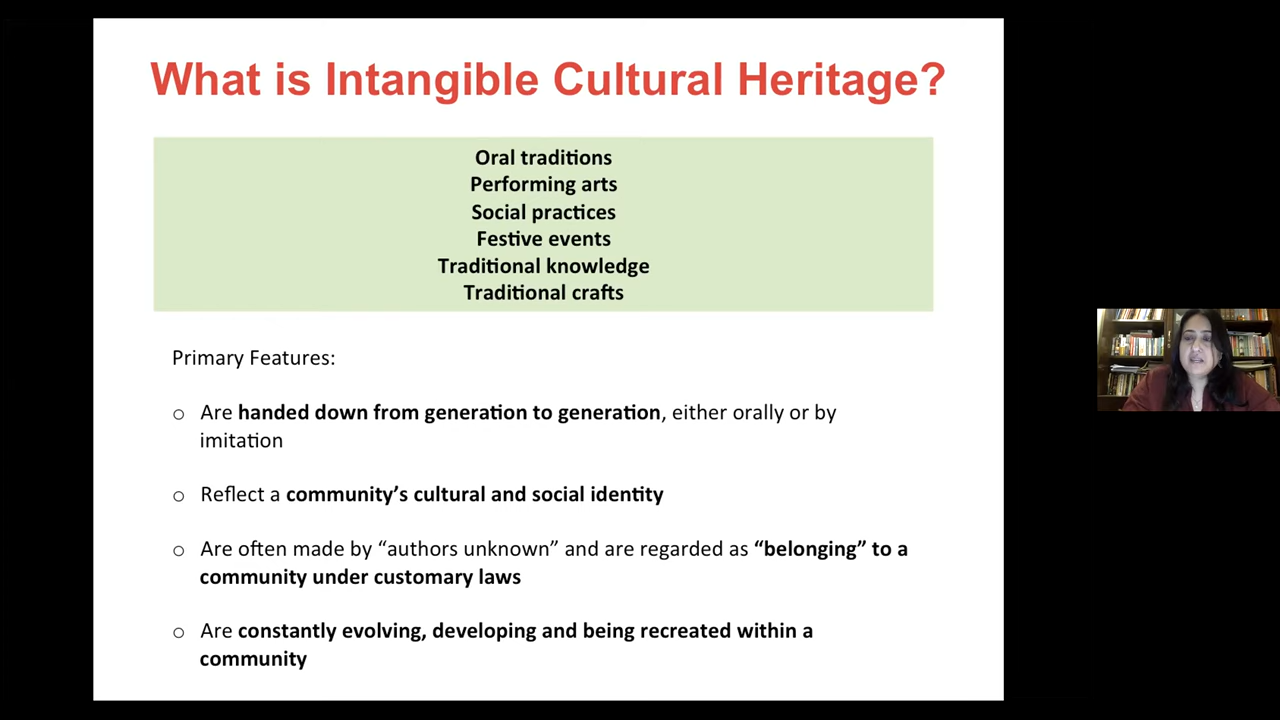 What is Intangible Cultural Heritage?
Oral traditions
Performing arts
Social practices
Festive events
Traditional knowledge
Traditional crafts
Primary Features:
o Are handed down from generation to generation, either orally or by
imitation
o Reflect a community’s cultural and social identity
o Are often made by “authors unknown” and are regarded as “belonging” to a
community under customary laws
o Are constantly evolving, developing and being recreated within a
community